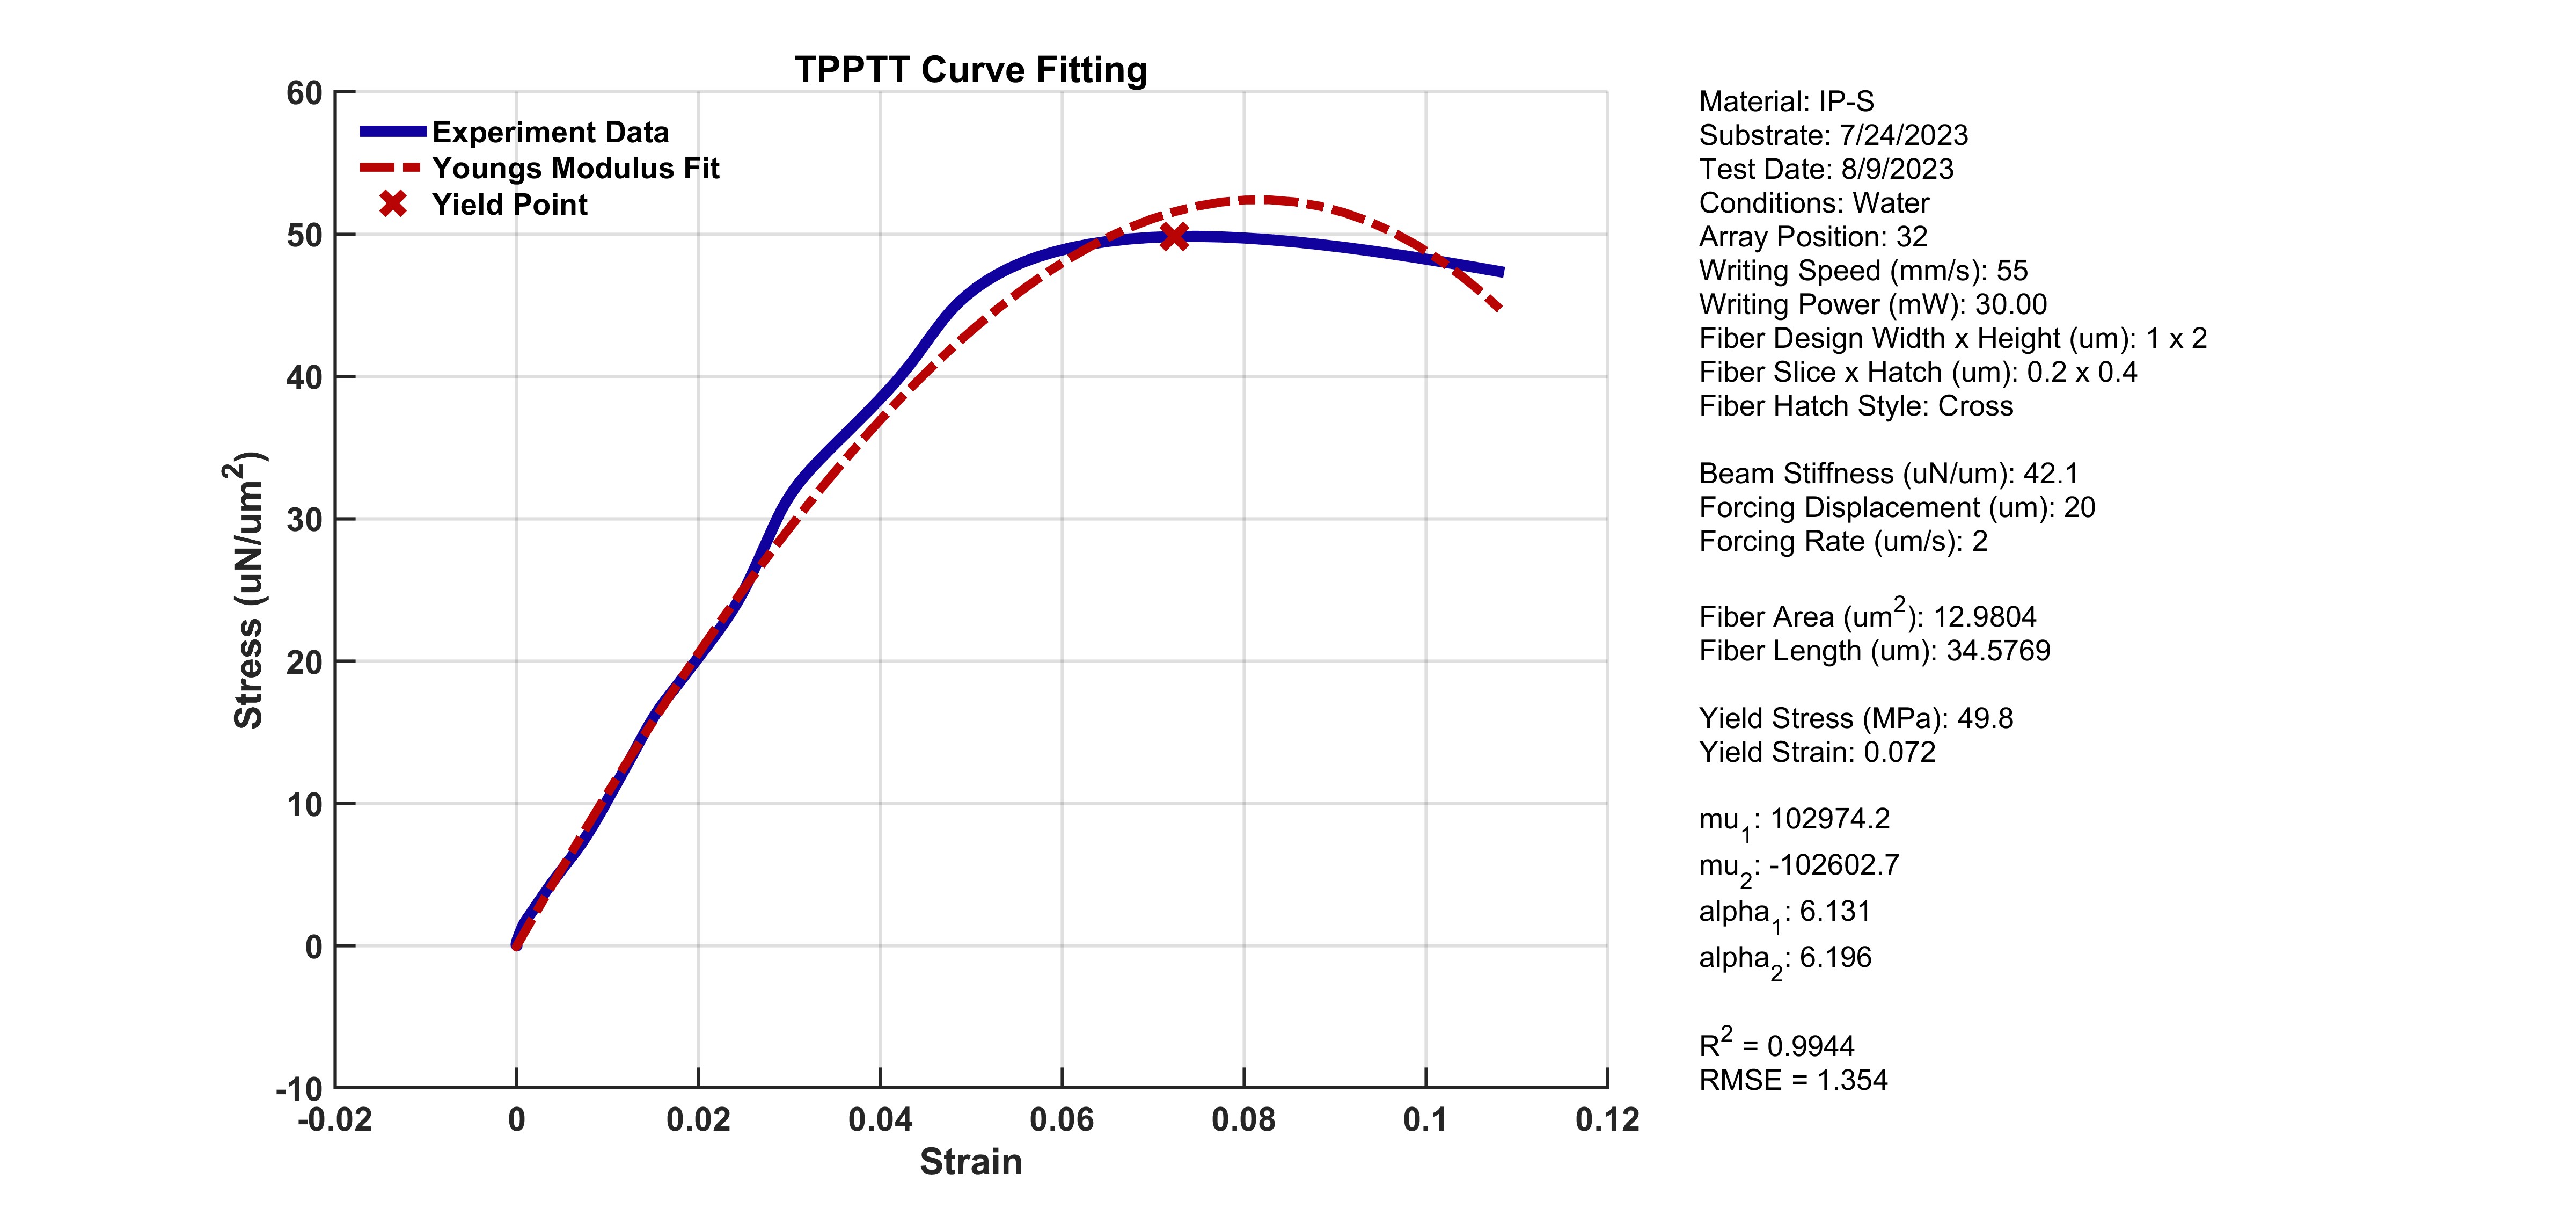 TPPTT Curve Fitting
60
50
40
30
20
10
0
-10
Stress (uN/um²)
Experiment Data
Youngs Modulus Fit
Yield Point
-0.02
0
0.02
0.04
0.06
0.08
0.1
0.12
Strain
Material: IP-S
Substrate: 7/24/2023
Test Date: 8/9/2023
Conditions: Water
Array Position: 32
Writing Speed (mm/s): 55
Writing Power (mW): 30.00
Fiber Design Width x Height (um): 1 x 2
Fiber Slice x Hatch (um): 0.2 x 0.4
Fiber Hatch Style: Cross
Beam Stiffness (uN/um): 42.1
Forcing Displacement (um): 20
Forcing Rate (um/s): 2
Fiber Area (um²): 12.9804
Fiber Length (um): 34.5769
Yield Stress (MPa): 49.8
Yield Strain: 0.072
mu₁: 102974.2
mu₂: -102602.7
alpha₁: 6.131
alpha₂: 6.196
R² = 0.9944
RMSE = 1.354